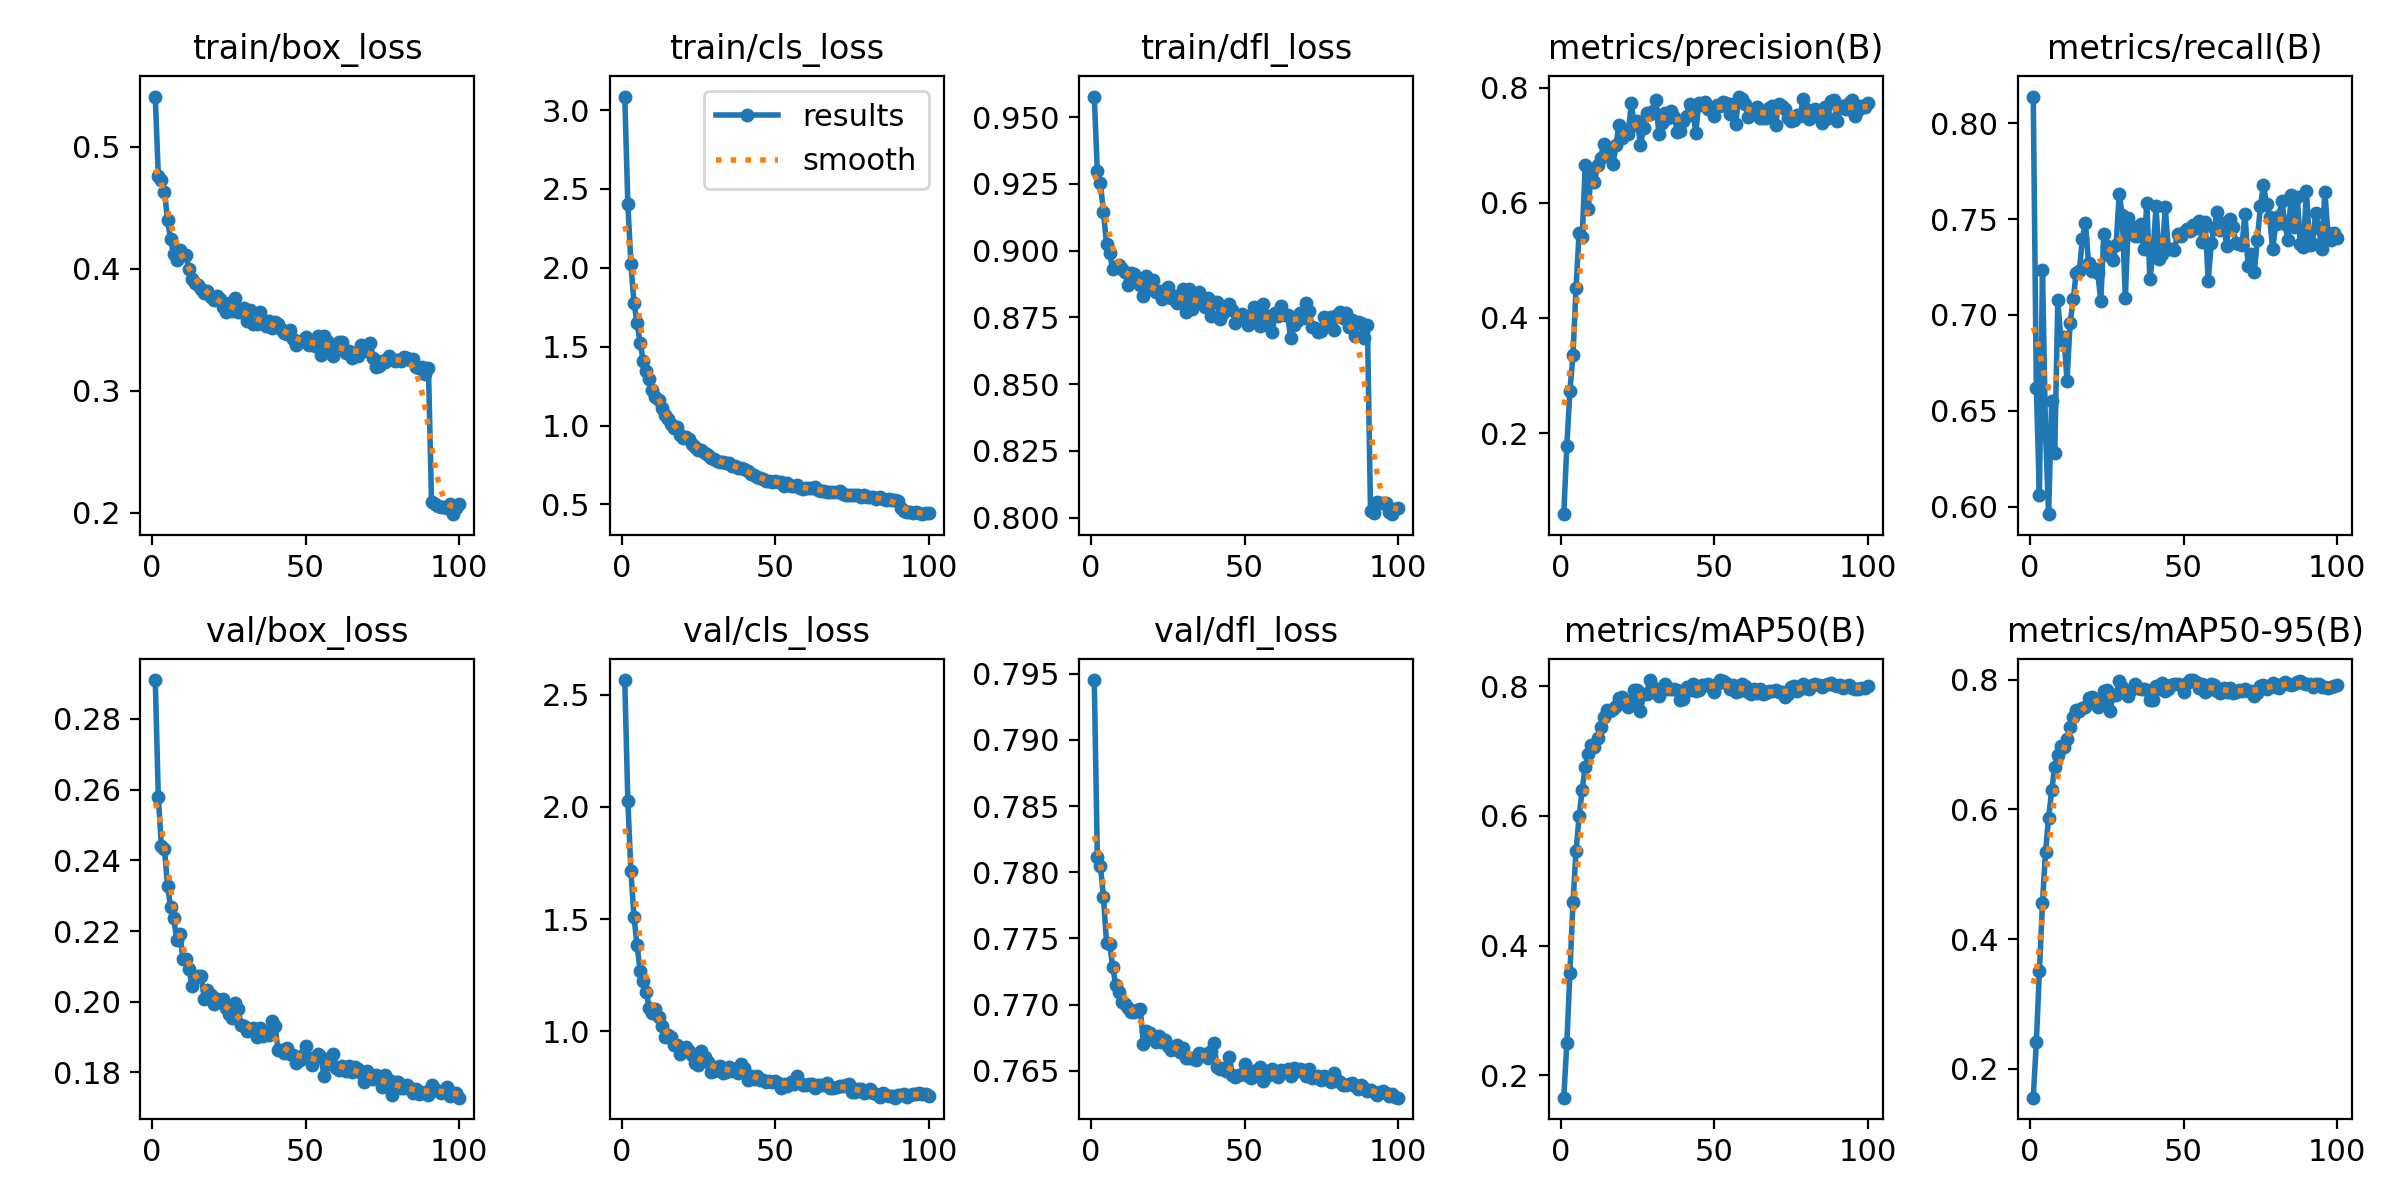 train/box_loss
0.5
0.4
0.3
0.2
0 50 100
train/cls_loss
results
smooth
3.0
2.5
2.0
1.5
1.0
0.5
0 50 100
train/dfl_loss
0.950
0.925
0.900
0.875
0.850
0.825
0.800
0 50 100
metrics/precision(B)
0.8
0.6
0.4
0.2
0 50 100
metrics/recall(B)
0.80
0.75
0.70
0.65
0.60
0 50 100
val/box_loss
0.28
0.26
0.24
0.22
0.20
0.18
0 50 100
val/cls_loss
2.5
2.0
1.5
1.0
0 50 100
val/dfl_loss
0.795
0.790
0.785
0.780
0.775
0.770
0.765
0 50 100
metrics/mAP50(B)
0.8
0.6
0.4
0.2
0 50 100
metrics/mAP50-95(B)
0.8
0.6
0.4
0.2
0 50 100